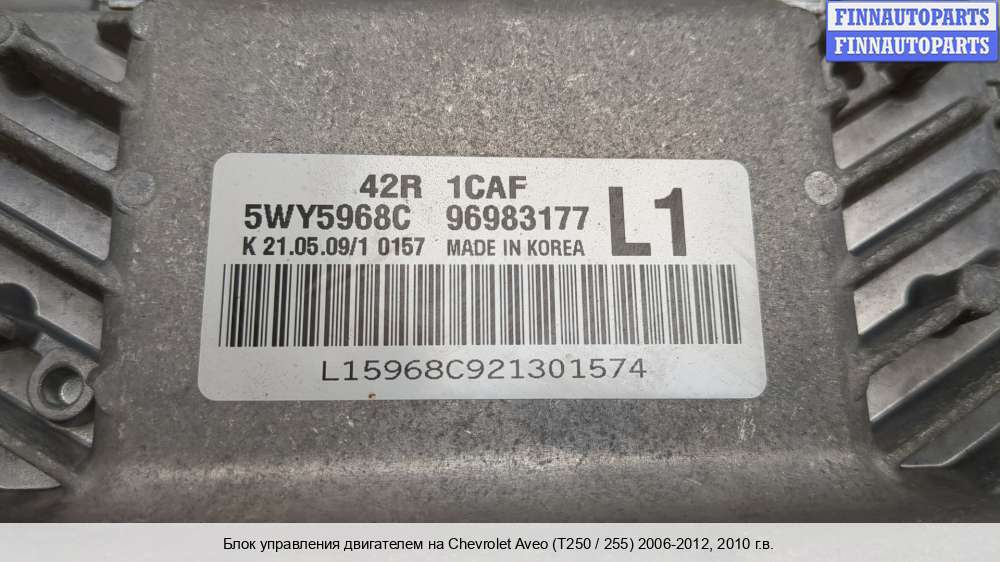 FINNAUTOPARTS
FINNAUTOPARTS
42R 1CAF
5WY5968C 96983177 L1
K 21.05.09/1 0157 MADE IN KOREA
L15968C921301574
Блок управления двигателем на Chevrolet Aveo (T250 / 255) 2006-2012, 2010 г.в.